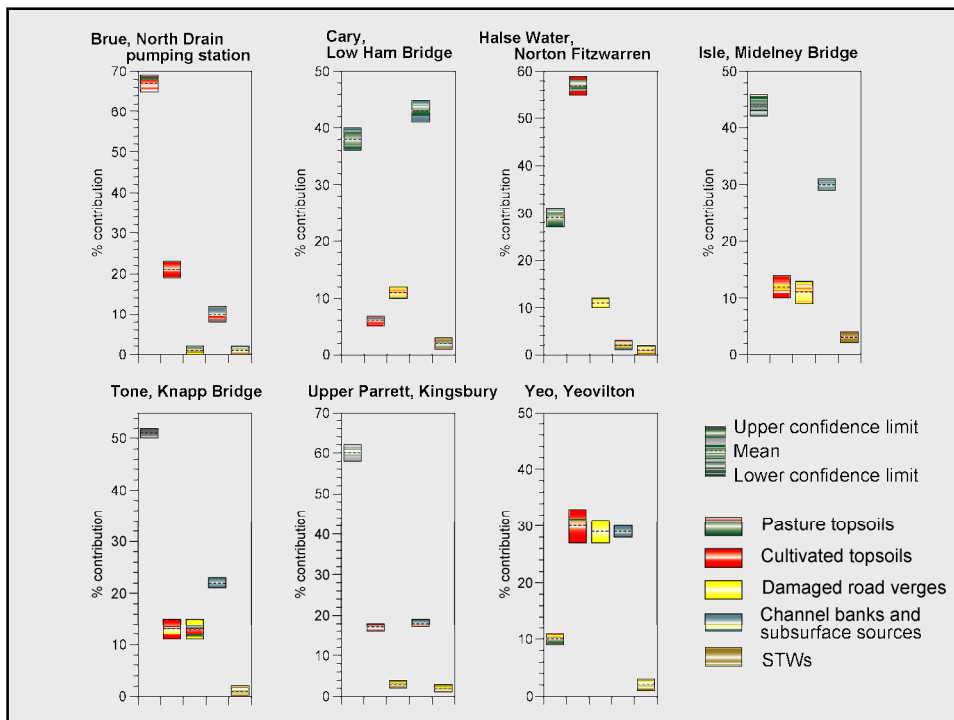 Brue, North Drain
pumping station
70
60
50
40
30
20
10
0
% contribution
Cary,
Low Ham Bridge
50
40
30
20
10
0
% contribution
Halse Water,
Norton Fitzwarren
60
50
40
30
20
10
0
% contribution
Isle, Midelney Bridge
50
40
30
20
10
0
% contribution
Tone, Knapp Bridge
50
40
30
20
10
0
% contribution
Upper Parrett, Kingsbury
70
60
50
40
30
20
10
0
% contribution
Yeo, Yeovilton
50
40
30
20
10
0
% contribution
Upper confidence limit
Mean
Lower confidence limit
Pasture topsoils
Cultivated topsoils
Damaged road verges
Channel banks and
subsurface sources
STWs